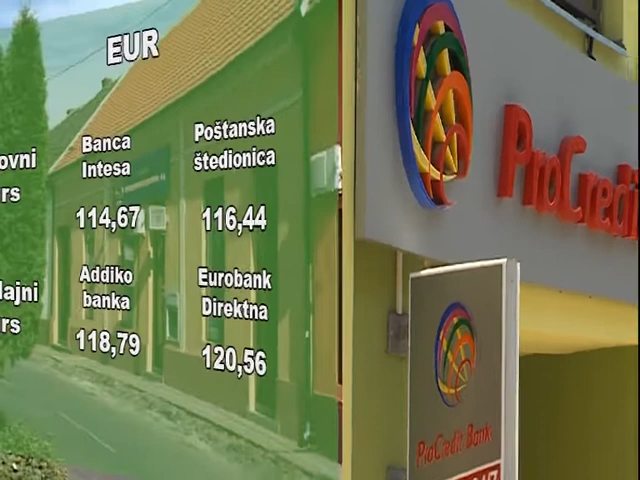 EUR
ovni
rs
Banca
Intesa
114,67
Poštanska
štedionica
116,44
lajni
rs
Addiko
banka
118,79
Eurobank
Direktna
120,56
ProCredi
ProCredit Bank